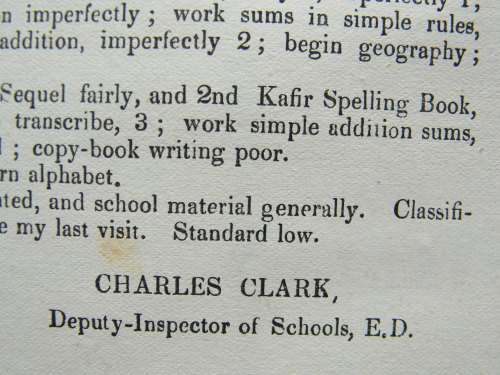 n imperfectly; work sums in simple rules,
addition, imperfectly 2; begin geography;
Sequel fairly, and 2nd Kafir Spelling Book,
transcribe, 3; work simple addition sums,
; copy-book writing poor.
rn alphabet.
ted, and school material generally. Classifi-
e my last visit. Standard low.
CHARLES CLARK,
Deputy-Inspector of Schools, E.D.